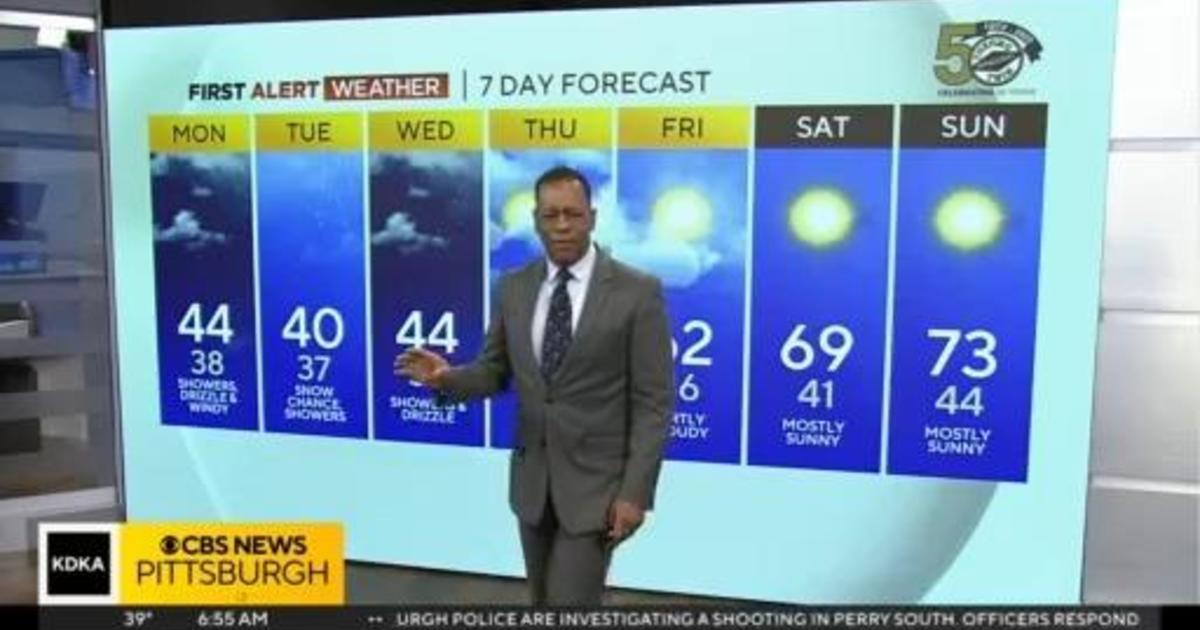 FIRST ALERT WEATHER | 7 DAY FORECAST
5
MON
TUE
WED
THU
FRI
SAT
SUN
44
38
SHOWERS,
DRIZZLE &
WINDY
40
37
SNOW
CHANCE,
SHOWERS
44
DRIZZLE
69
41
MOSTLY
SUNNY
73
44
MOSTLY
SUNNY
KDKA
CBS NEWS
PITTSBURGH
39° 6:55 AM -- URGH POLICE ARE INVESTIGATING A SHOOTING IN PERRY SOUTH. OFFICERS RESPOND